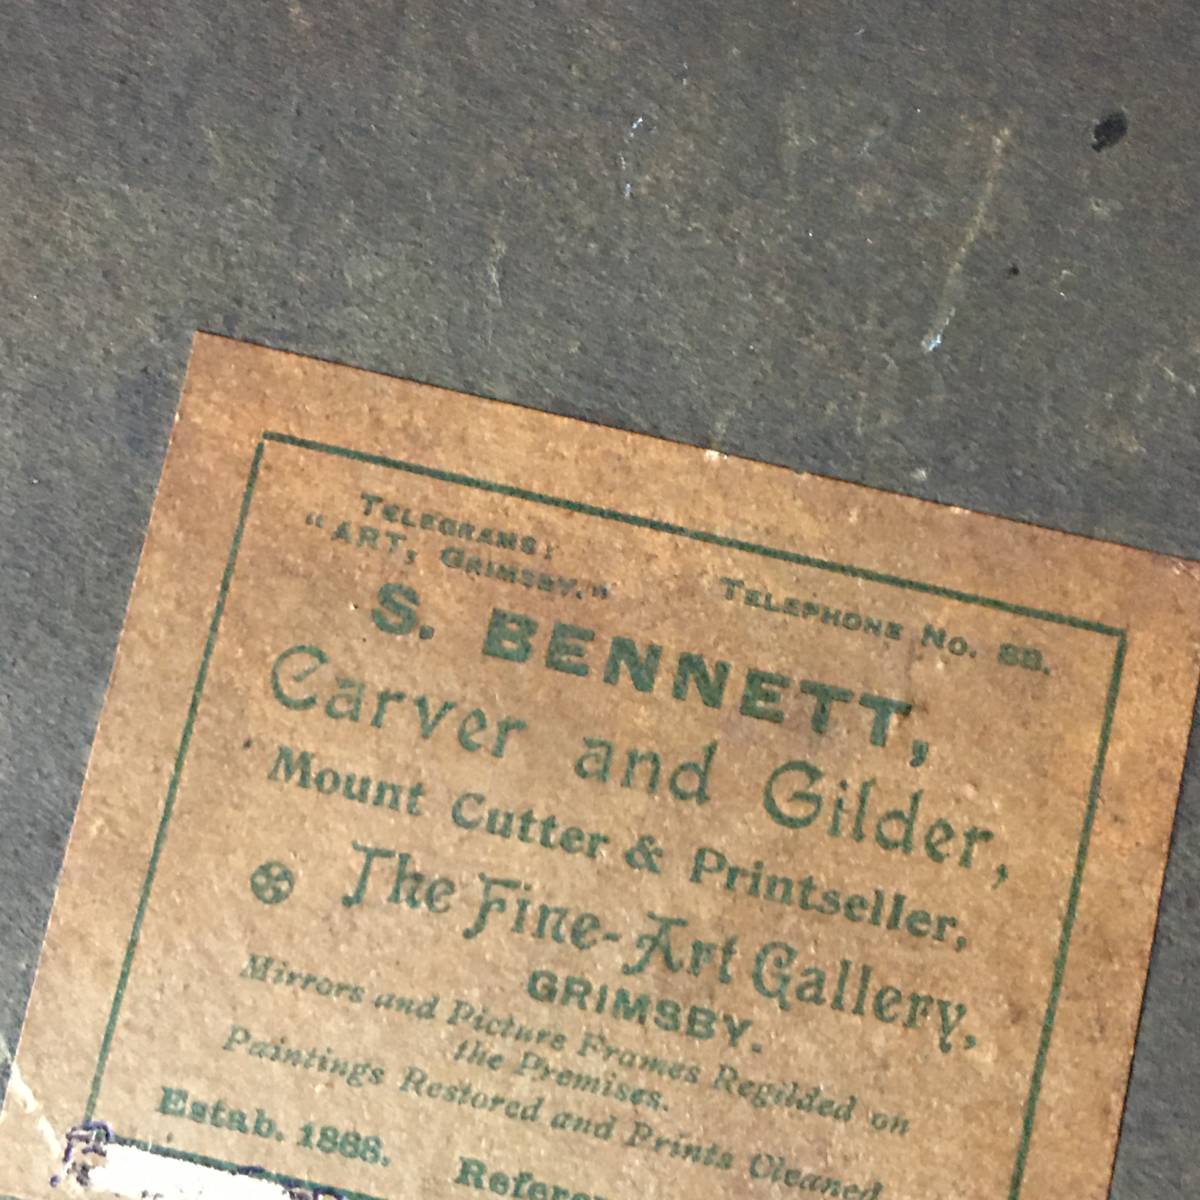 TELEGRAMS:
"ART, GRIMSBY."
TELEPHONE No.
S. BENNETT,
Carver and Gilder,
Mount Cutter & Printseller,
The Fine-Art Gallery,
GRIMSBY.
Mirrors and Picture Frames Regilded on
the Premises.
Paintings Restored and Prints Cleaned
Estab. 1868.